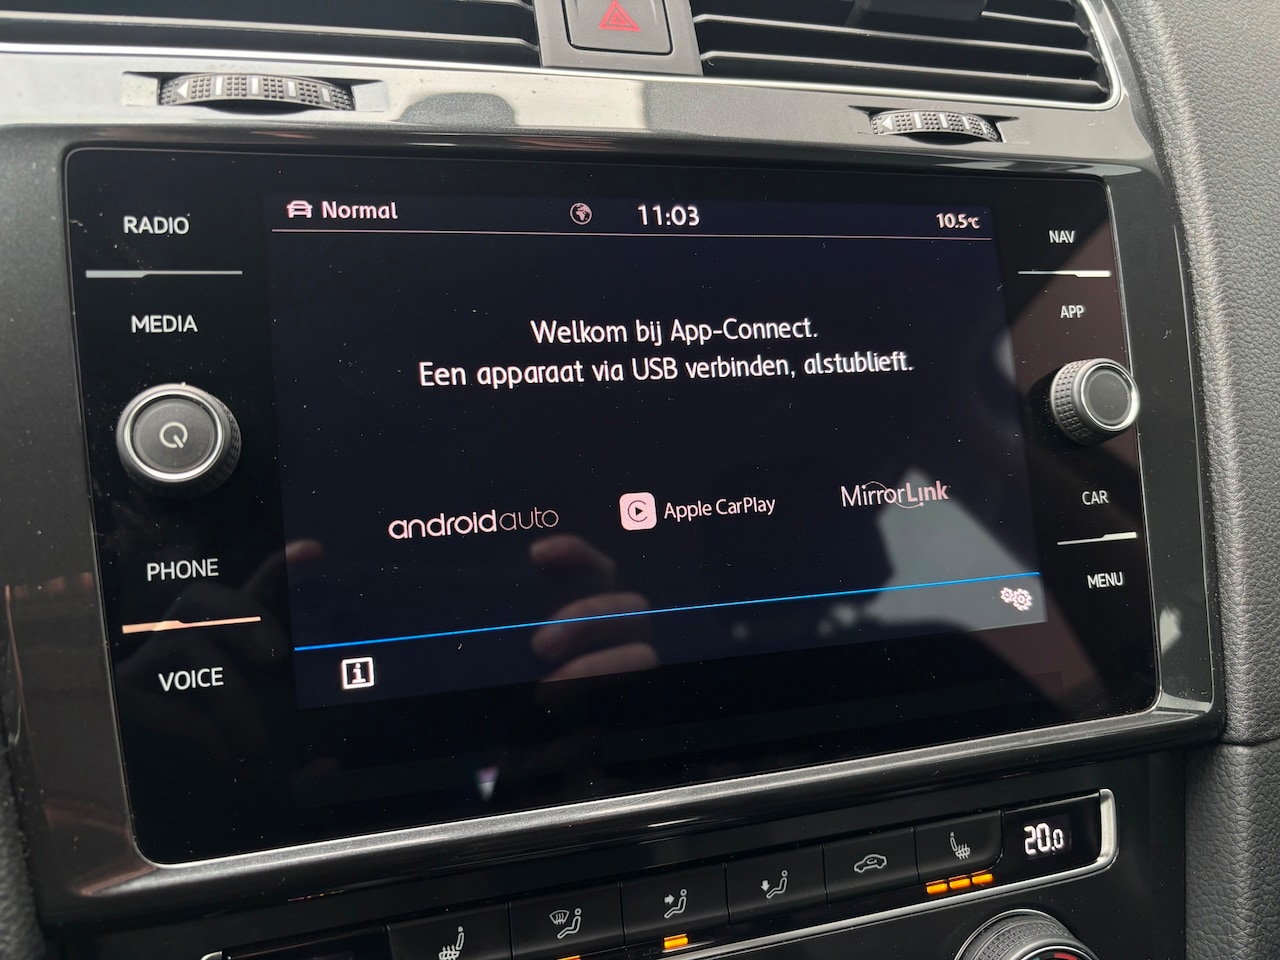 RADIO
MEDIA
PHONE
VOICE
Normal
11:03
10.5°C
Welkom bij App-Connect.
Een apparaat via USB verbinden, alstublieft.
androidauto
Apple CarPlay
MirrorLink
i
NAV
APP
CAR
MENU
20.0